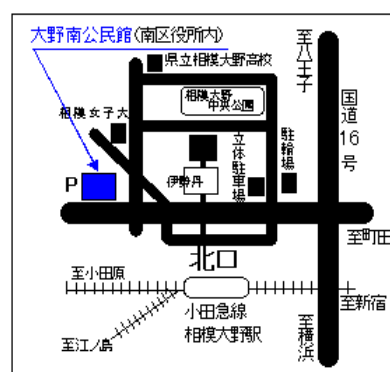 大野南公民館(南区役所内)
至八王子
県立相模大野高校
国道16号
相模大野
中央公園
相模女子大
立体駐車場
駐輪場
伊勢丹
P
至町田
北口
至小田原
小田急線
相模大野駅
至新宿
至江ノ島
至横浜